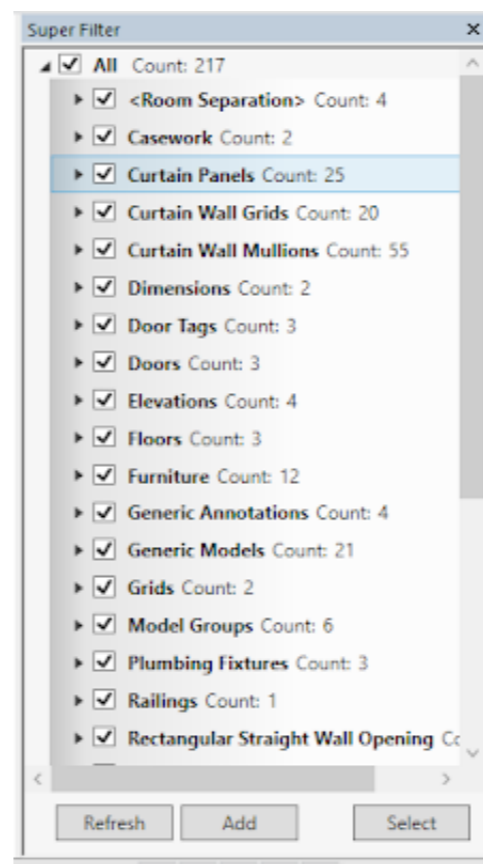 Super Filter
All Count: 217
<Room Separation> Count: 4
Casework Count: 2
Curtain Panels Count: 25
Curtain Wall Grids Count: 20
Curtain Wall Mullions Count: 55
Dimensions Count: 2
Door Tags Count: 3
Doors Count: 3
Elevations Count: 4
Floors Count: 3
Furniture Count: 12
Generic Annotations Count: 4
Generic Models Count: 21
Grids Count: 2
Model Groups Count: 6
Plumbing Fixtures Count: 3
Railings Count: 1
Rectangular Straight Wall Opening
Refresh Add Select